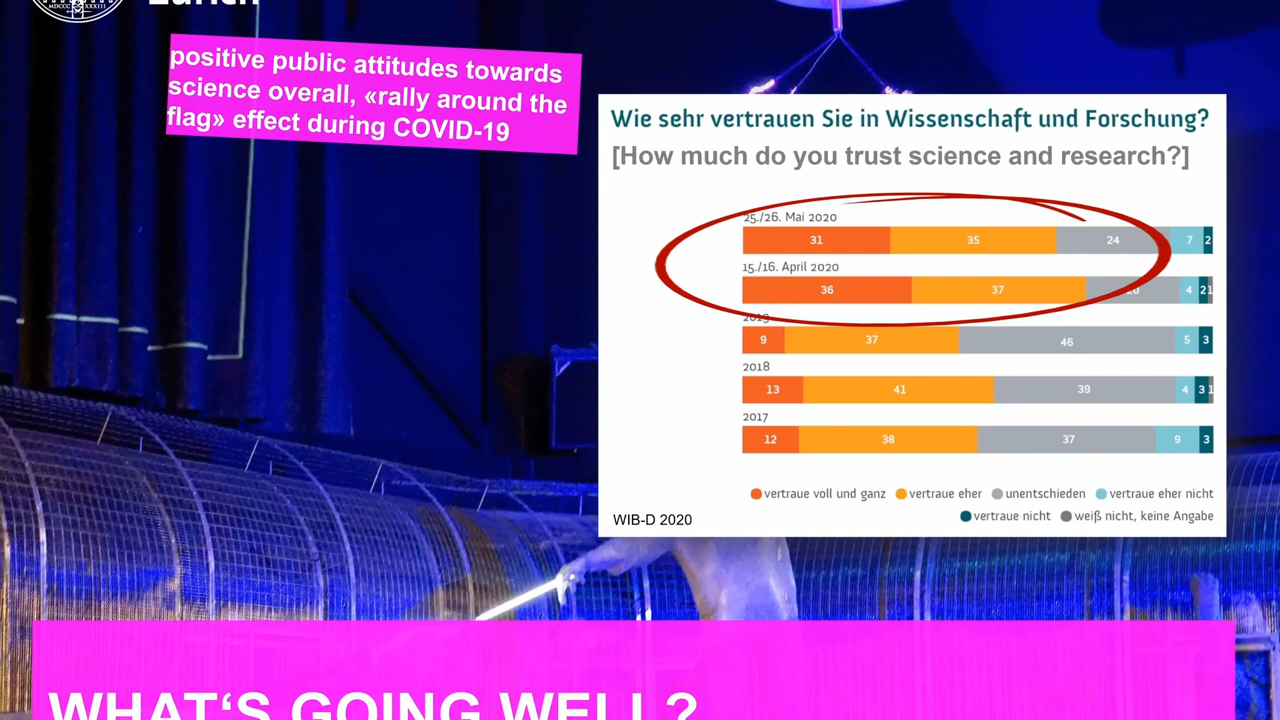 Zürich
positive public attitudes towards
science overall, «rally around the
flag» effect during COVID-19
Wie sehr vertrauen Sie in Wissenschaft und Forschung?
[How much do you trust science and research?]
25./26. Mai 2020
31 35 24 7 2
15./16. April 2020
36 37 20 4 2 1
2019
9 37 46 5 3
2018
13 41 39 4 3 1
2017
12 38 37 9 3
vertraue voll und ganz vertraue eher unentschieden vertraue eher nicht
vertraue nicht weiß nicht, keine Angabe
WIB-D 2020
WHAT‘S GOING WELL?